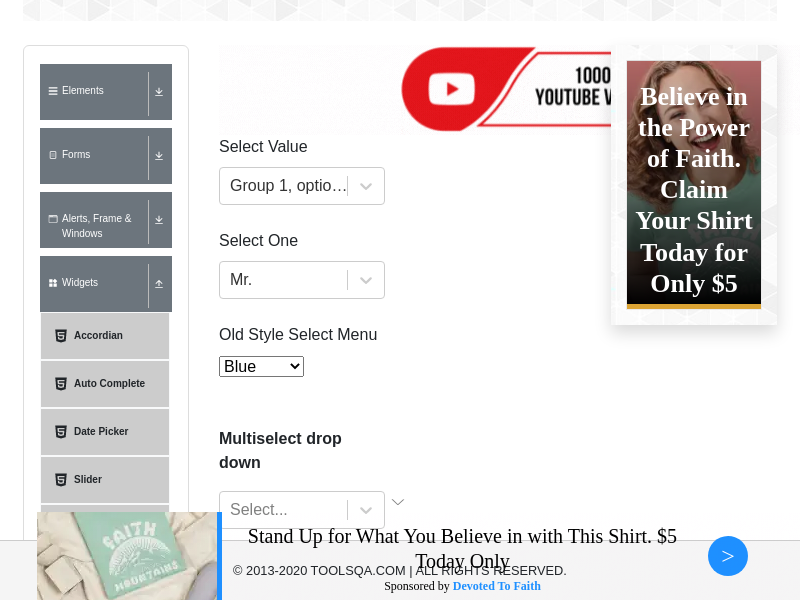 Elements
Forms
Alerts, Frame &
Windows
Widgets
Accordian
Auto Complete
Date Picker
Slider
1000
YOUTUBE V
Select Value
Group 1, optio...
Select One
Mr.
Old Style Select Menu
Blue
Multiselect drop
down
Select...
Believe in
the Power
of Faith.
Claim
Your Shirt
Today for
Only $5
FAITH
MOUNTAINS
Stand Up for What You Believe in with This Shirt. $5
Today Only
© 2013-2020 TOOLSQA.COM | ALL RIGHTS RESERVED.
Sponsored by Devoted To Faith
>